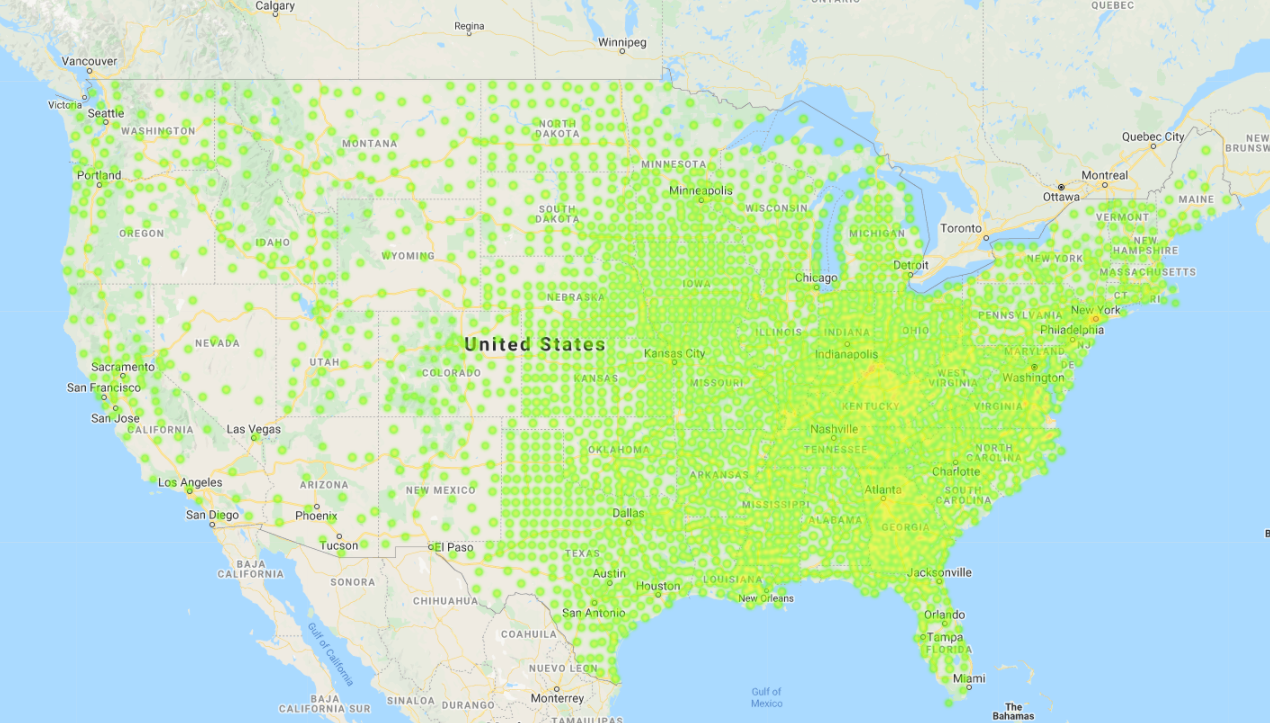 Calgary
ONTARIO
QUEBEC
Regina
Winnipeg
Vancouver
Victoria
Seattle
WASHINGTON
MONTANA
NORTH
DAKOTA
MINNESOTA
Quebec City
NEW
BRUNSW
Portland
Minneapolis
Montreal
Ottawa
MAINE
OREGON
IDAHO
SOUTH
DAKOTA
WISCONSIN
MICHIGAN
Toronto
VERMONT
NEW
HAMPSHIRE
WYOMING
NEW YORK
MASSACHUSETTS
Chicago
Detroit
IOWA
NEBRASKA
CT
RI
NEVADA
UTAH
United States
ILLINOIS
INDIANA
OHIO
PENNSYLVANIA
New York
Philadelphia
Indianapolis
Kansas City
MARYLAND
NJ
DE
Sacramento
San Francisco
San Jose
CALIFORNIA
COLORADO
KANSAS
MISSOURI
WEST
VIRGINIA
Washington
KENTUCKY
VIRGINIA
Las Vegas
OKLAHOMA
Nashville
TENNESSEE
NORTH
CAROLINA
Charlotte
Los Angeles
ARIZONA
NEW MEXICO
ARKANSAS
Atlanta
SOUTH
CAROLINA
San Diego
Phoenix
Dallas
MISSISSIPPI
ALABAMA
GEORGIA
Tucson
El Paso
TEXAS
BAJA
CALIFORNIA
SONORA
CHIHUAHUA
Austin
Houston
LOUISIANA
New Orleans
Jacksonville
San Antonio
Orlando
Gulf of
California
COAHUILA
Tampa
FLORIDA
NUEVO LEON
Miami
BAJA
CALIFORNIA SUR
SINALOA
DURANGO
Monterrey
Gulf of
Mexico
The
Bahamas
TAMAULIPAS
B